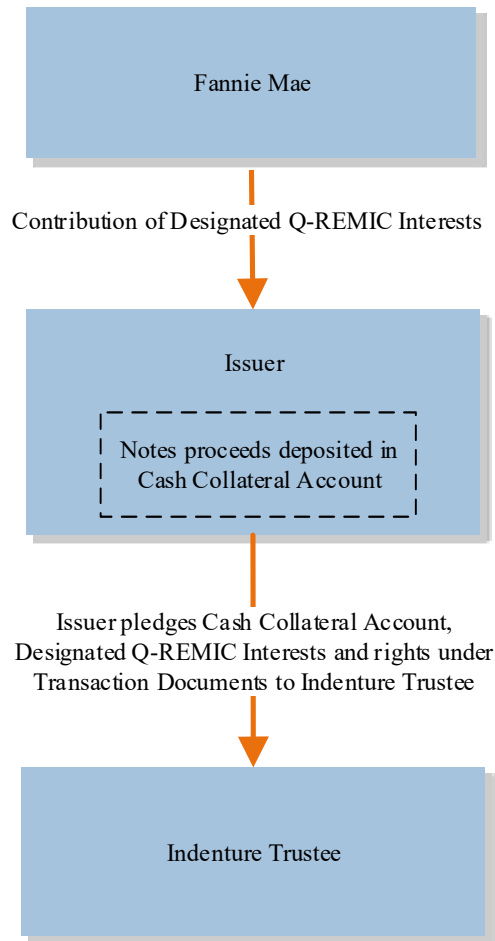 Fannie Mae
Contribution of Designated Q-REMIC Interests
Issuer
Notes proceeds deposited in
Cash Collateral Account
Issuer pledges Cash Collateral Account,
Designated Q-REMIC Interests and rights under
Transaction Documents to Indenture Trustee
Indenture Trustee